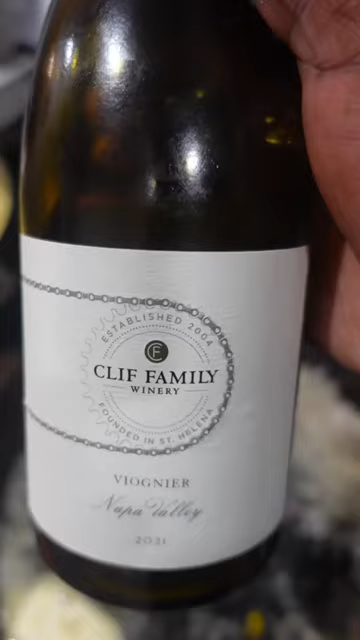 ESTABLISHED 2004
CF
CLIF FAMILY
WINERY
FOUNDED IN ST. HELENA
VIOGNIER
Napa Valley
2021